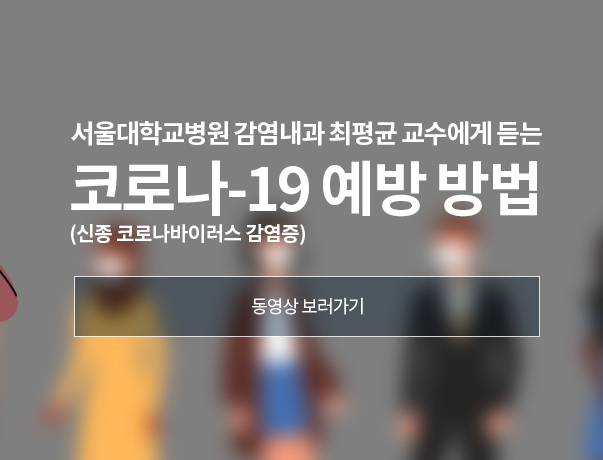 서울대학교병원 감염내과 최평균 교수에게 듣는
코로나-19 예방 방법
(신종 코로나바이러스 감염증)
동영상 보러가기